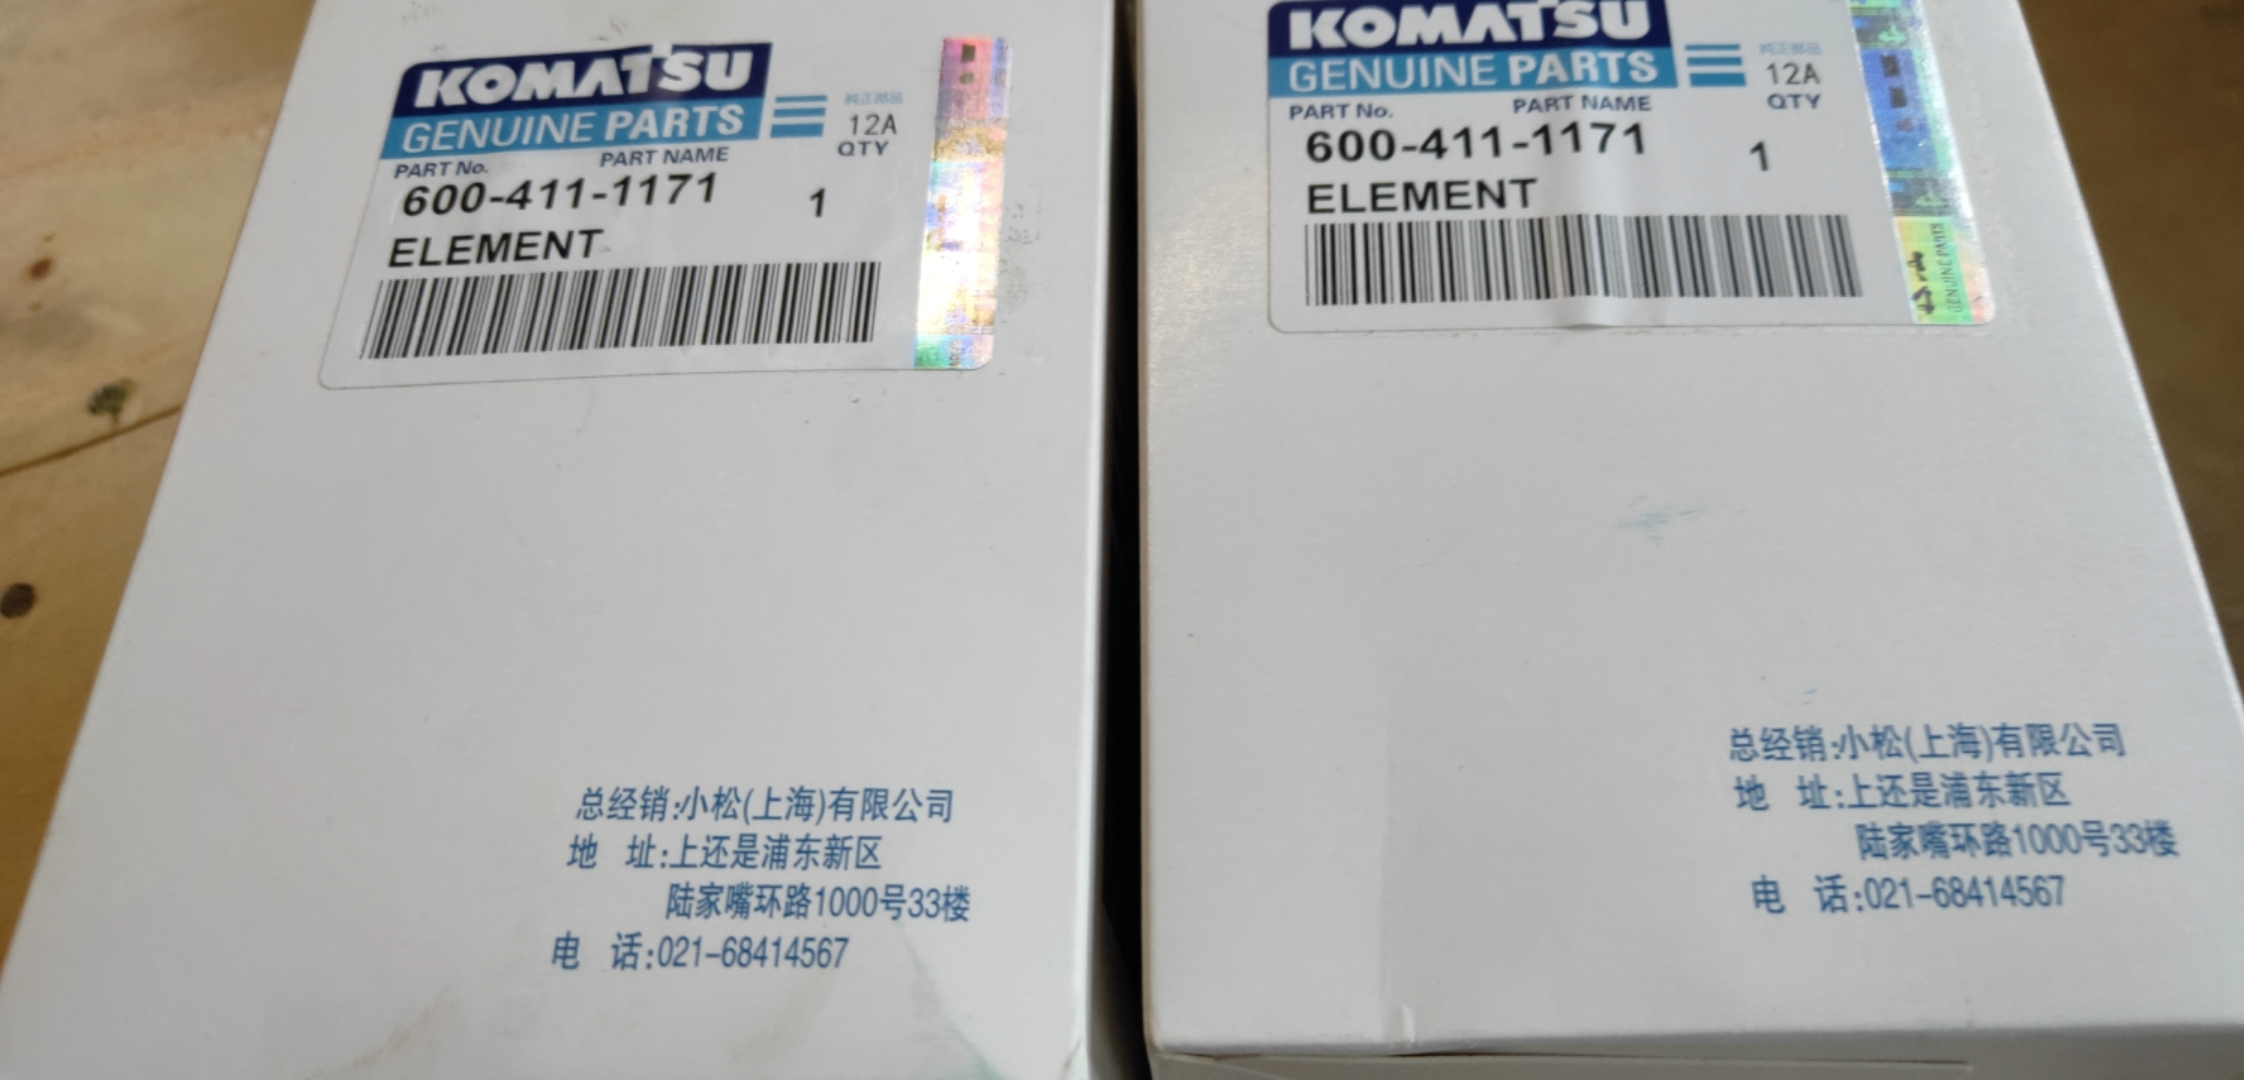 KOMATSU
GENUINE PARTS
純正部品
12A
PART No.
PART NAME
QTY
600-411-1171
1
ELEMENT
总经销:小松(上海)有限公司
地 址:上还是浦东新区
陆家嘴环路1000号33楼
电 话:021-68414567
KOMATSU
GENUINE PARTS
純正部品
12A
PART No.
PART NAME
QTY
600-411-1171
1
ELEMENT
GENUINE PARTS
总经销:小松(上海)有限公司
地 址:上还是浦东新区
陆家嘴环路1000号33楼
电 话:021-68414567